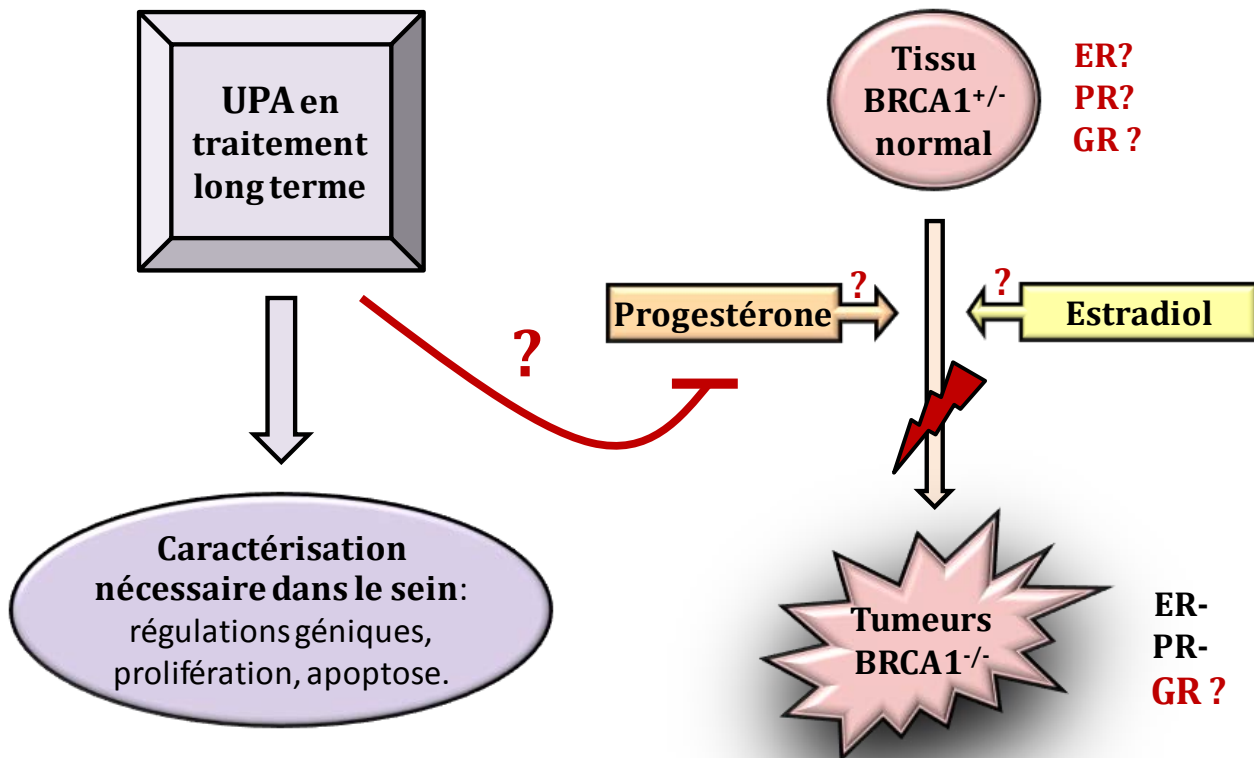 UPA en
traitement
long terme
?
Caractérisation
nécessaire dans le sein:
régulations géniques,
prolifération, apoptose.
Tissu
BRCA1+/-
normal
ER?
PR?
GR ?
Progestérone
?
?
Estradiol
Tumeurs
BRCA1-/-
ER-
PR-
GR ?